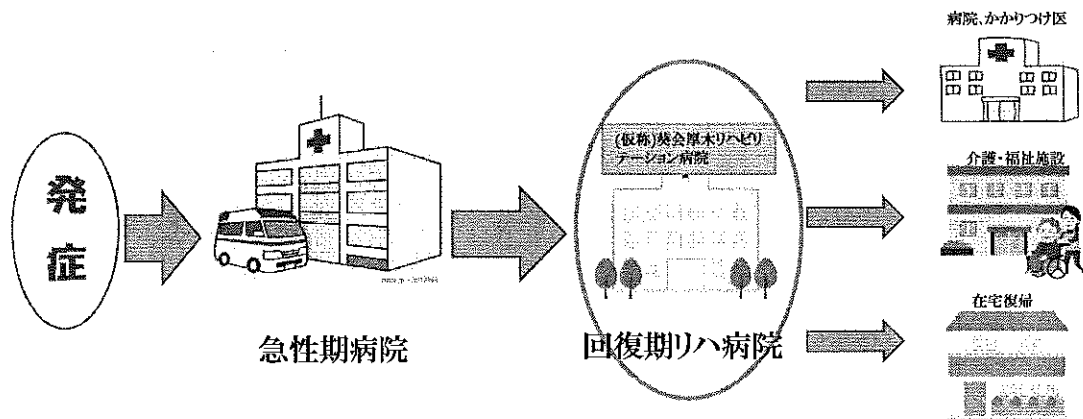 発
症
急性期病院
(仮称)葵会厚木リハビリ
テーション病院
回復期リハ病院
病院、かかりつけ医
介護・福祉施設
在宅復帰